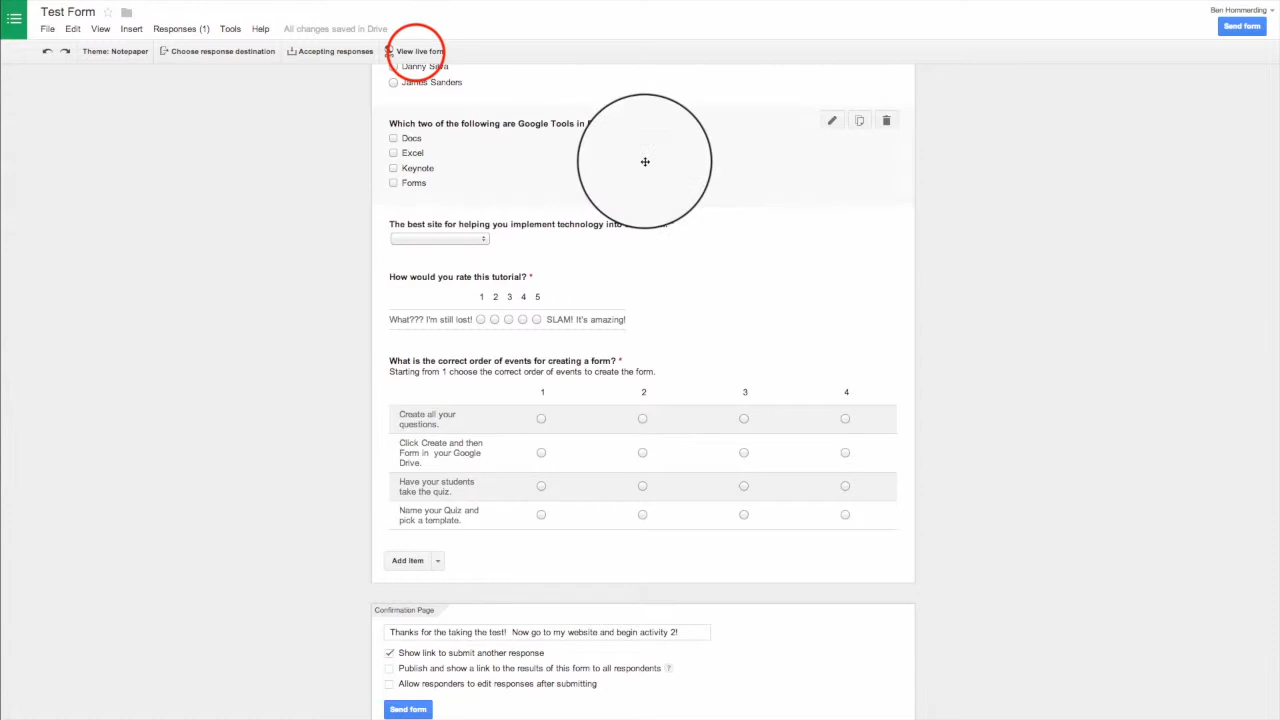 Test Form
Ben Hommerding
File Edit View Insert Responses (1) Tools Help All changes saved in Drive
Send form
Theme: Notepaper Choose response destination Accepting responses View live form
Danny Silva
James Sanders
Which two of the following are Google Tools in
Docs
Excel
Keynote
Forms
The best site for helping you implement technology into
How would you rate this tutorial? *
1 2 3 4 5
What??? I'm still lost! SLAM! It's amazing!
What is the correct order of events for creating a form? *
Starting from 1 choose the correct order of events to create the form.
1 2 3 4
Create all your
questions.
Click Create and then
Form in your Google
Drive.
Have your students
take the quiz.
Name your Quiz and
pick a template.
Add item
Confirmation Page
Thanks for the taking the test! Now go to my website and begin activity 2!
Show link to submit another response
Publish and show a link to the results of this form to all respondents ?
Allow responders to edit responses after submitting
Send form